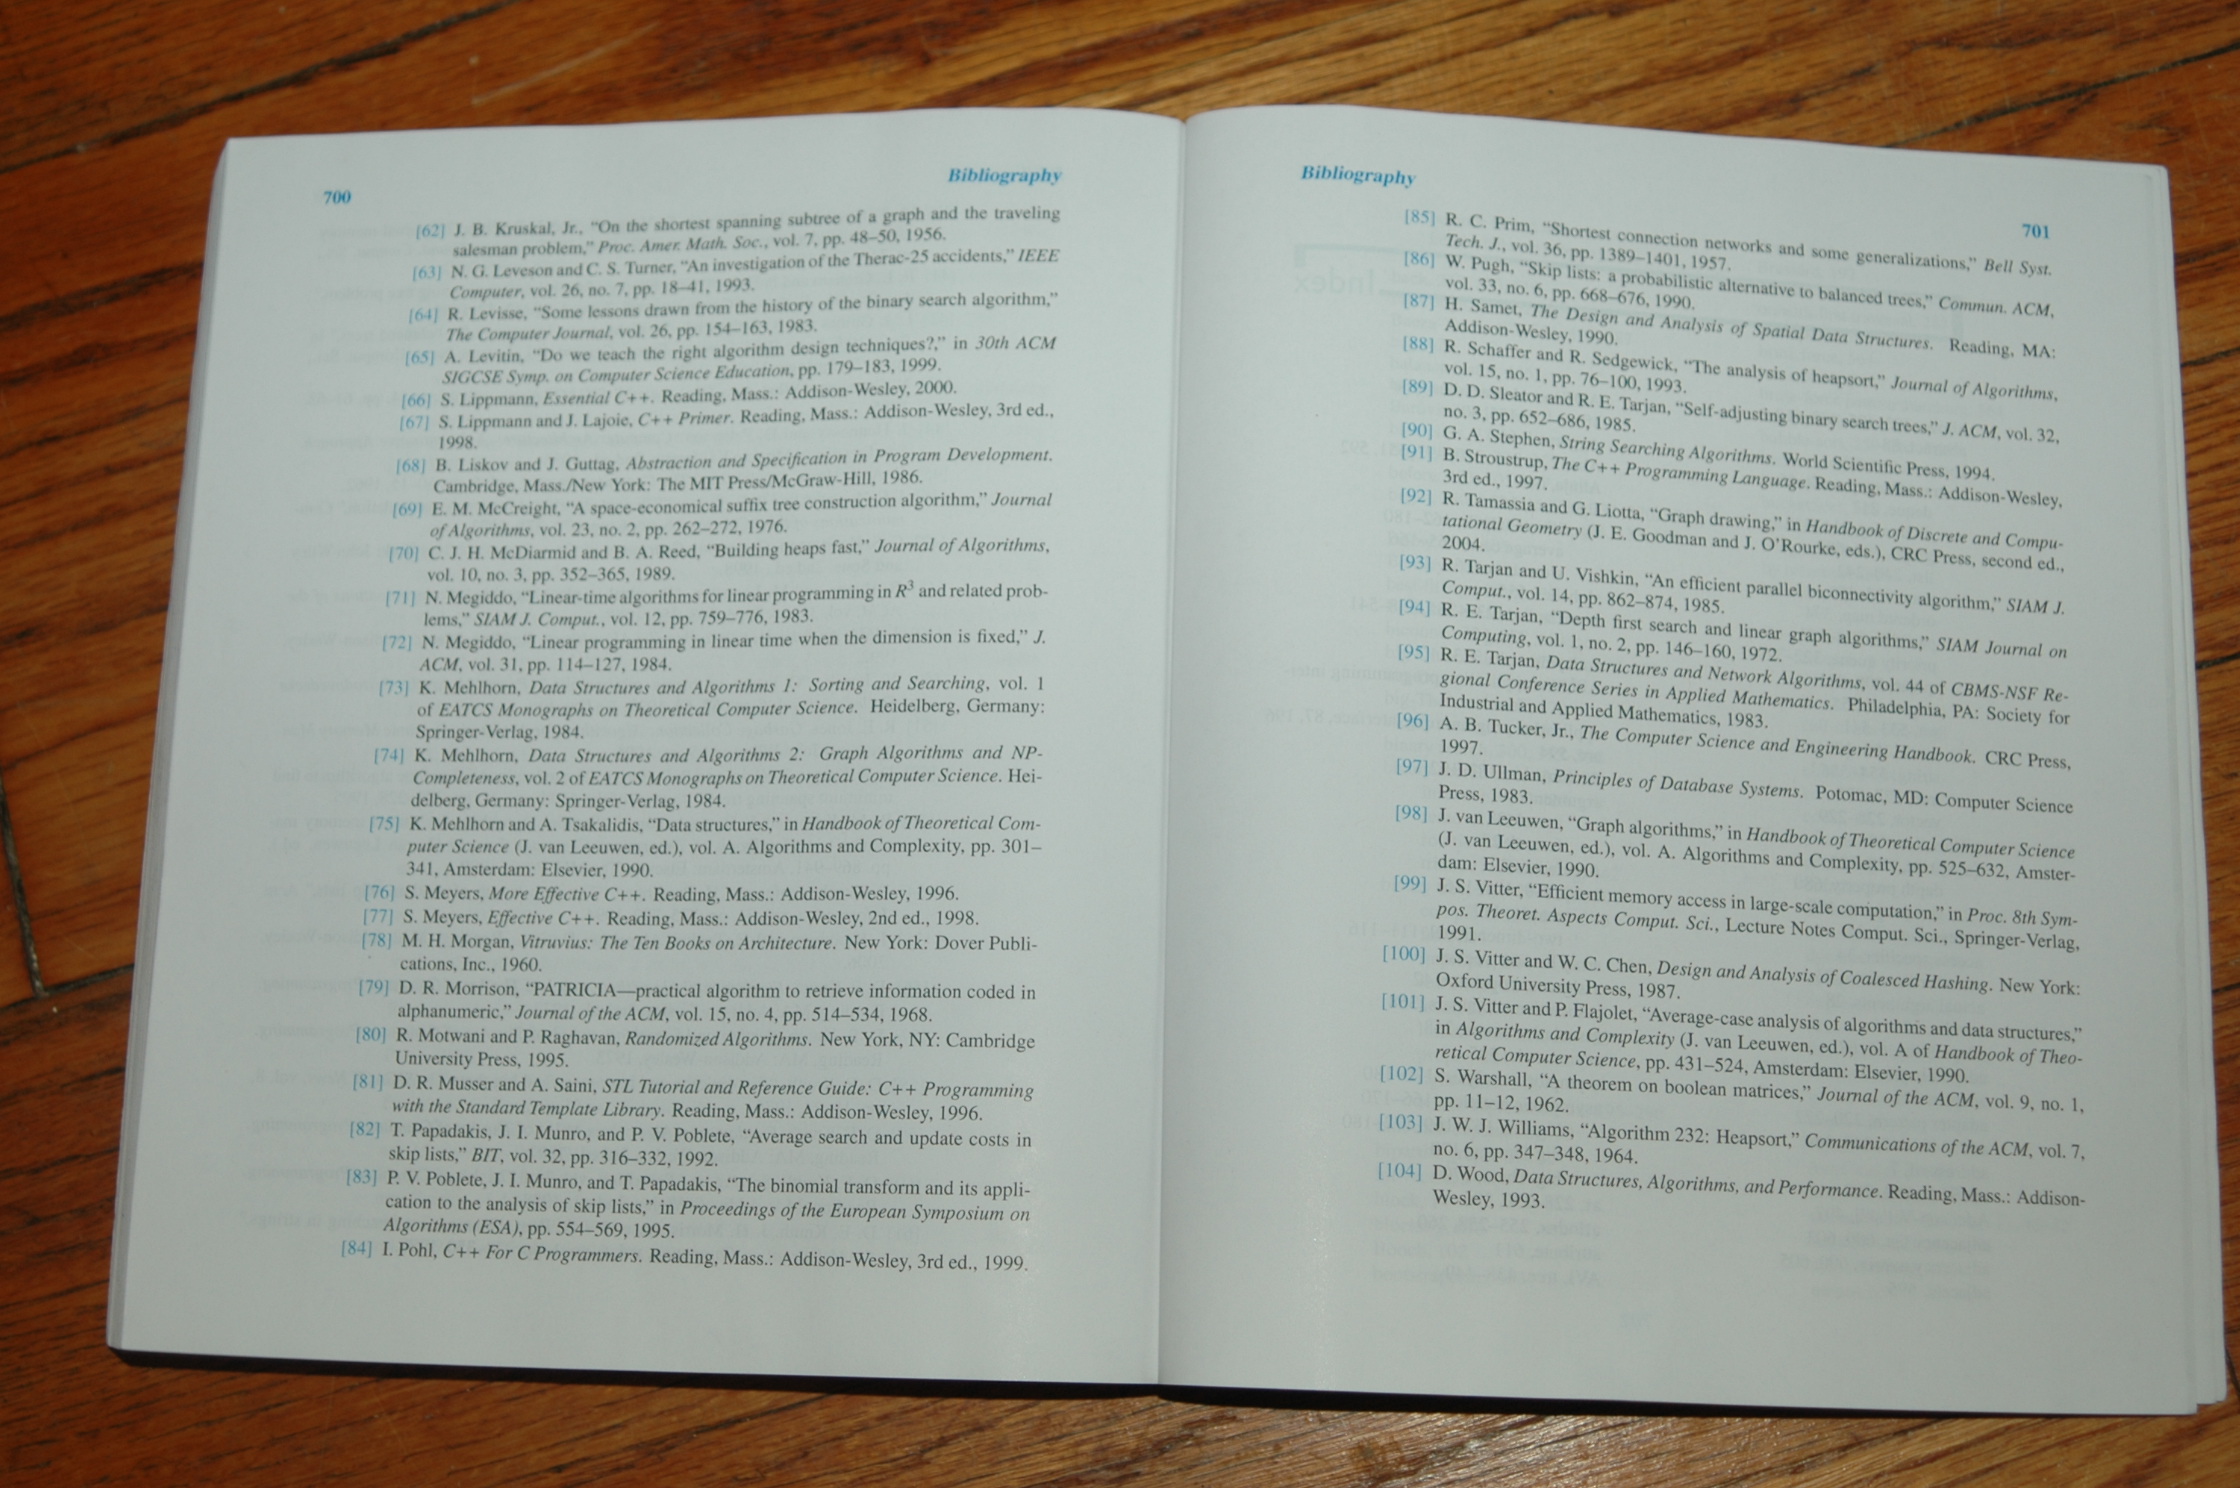 700
Bibliography
[62] J. B. Kruskal, Jr., “On the shortest spanning subtree of a graph and the traveling
salesman problem,” Proc. Amer. Math. Soc., vol. 7, pp. 48–50, 1956.
[63] N. G. Leveson and C. S. Turner, “An investigation of the Therac-25 accidents,” IEEE
Computer, vol. 26, no. 7, pp. 18–41, 1993.
[64] R. Levisse, “Some lessons drawn from the history of the binary search algorithm,”
The Computer Journal, vol. 26, pp. 154–163, 1983.
[65] A. Levitin, “Do we teach the right algorithm design techniques?,” in 30th ACM
SIGCSE Symp. on Computer Science Education, pp. 179–183, 1999.
[66] S. Lippmann, Essential C++. Reading, Mass.: Addison-Wesley, 2000.
[67] S. Lippmann and J. Lajoie, C++ Primer. Reading, Mass.: Addison-Wesley, 3rd ed.,
1998.
[68] B. Liskov and J. Guttag, Abstraction and Specification in Program Development.
Cambridge, Mass./New York: The MIT Press/McGraw-Hill, 1986.
[69] E. M. McCreight, “A space-economical suffix tree construction algorithm,” Journal
of Algorithms, vol. 23, no. 2, pp. 262–272, 1976.
[70] C. J. H. McDiarmid and B. A. Reed, “Building heaps fast,” Journal of Algorithms,
vol. 10, no. 3, pp. 352–365, 1989.
[71] N. Megiddo, “Linear-time algorithms for linear programming in R³ and related prob-
lems,” SIAM J. Comput., vol. 12, pp. 759–776, 1983.
[72] N. Megiddo, “Linear programming in linear time when the dimension is fixed,” J.
ACM, vol. 31, pp. 114–127, 1984.
[73] K. Mehlhorn, Data Structures and Algorithms 1: Sorting and Searching, vol. 1
of EATCS Monographs on Theoretical Computer Science. Heidelberg, Germany:
Springer-Verlag, 1984.
[74] K. Mehlhorn, Data Structures and Algorithms 2: Graph Algorithms and NP-
Completeness, vol. 2 of EATCS Monographs on Theoretical Computer Science. Hei-
delberg, Germany: Springer-Verlag, 1984.
[75] K. Mehlhorn and A. Tsakalidis, “Data structures,” in Handbook of Theoretical Com-
puter Science (J. van Leeuwen, ed.), vol. A. Algorithms and Complexity, pp. 301–
341, Amsterdam: Elsevier, 1990.
[76] S. Meyers, More Effective C++. Reading, Mass.: Addison-Wesley, 1996.
[77] S. Meyers, Effective C++. Reading, Mass.: Addison-Wesley, 2nd ed., 1998.
[78] M. H. Morgan, Vitruvius: The Ten Books on Architecture. New York: Dover Publi-
cations, Inc., 1960.
[79] D. R. Morrison, “PATRICIA—practical algorithm to retrieve information coded in
alphanumeric,” Journal of the ACM, vol. 15, no. 4, pp. 514–534, 1968.
[80] R. Motwani and P. Raghavan, Randomized Algorithms. New York, NY: Cambridge
University Press, 1995.
[81] D. R. Musser and A. Saini, STL Tutorial and Reference Guide: C++ Programming
with the Standard Template Library. Reading, Mass.: Addison-Wesley, 1996.
[82] T. Papadakis, J. I. Munro, and P. V. Poblete, “Average search and update costs in
skip lists,” BIT, vol. 32, pp. 316–332, 1992.
[83] P. V. Poblete, J. I. Munro, and T. Papadakis, “The binomial transform and its appli-
cation to the analysis of skip lists,” in Proceedings of the European Symposium on
Algorithms (ESA), pp. 554–569, 1995.
[84] I. Pohl, C++ For C Programmers. Reading, Mass.: Addison-Wesley, 3rd ed., 1999.
Bibliography
701
[85] R. C. Prim, “Shortest connection networks and some generalizations,” Bell Syst.
Tech. J., vol. 36, pp. 1389–1401, 1957.
[86] W. Pugh, “Skip lists: a probabilistic alternative to balanced trees,” Commun. ACM,
vol. 33, no. 6, pp. 668–676, 1990.
[87] H. Samet, The Design and Analysis of Spatial Data Structures. Reading, MA:
Addison-Wesley, 1990.
[88] R. Schaffer and R. Sedgewick, “The analysis of heapsort,” Journal of Algorithms,
vol. 15, no. 1, pp. 76–100, 1993.
[89] D. D. Sleator and R. E. Tarjan, “Self-adjusting binary search trees,” J. ACM, vol. 32,
no. 3, pp. 652–686, 1985.
[90] G. A. Stephen, String Searching Algorithms. World Scientific Press, 1994.
[91] B. Stroustrup, The C++ Programming Language. Reading, Mass.: Addison-Wesley,
3rd ed., 1997.
[92] R. Tamassia and G. Liotta, “Graph drawing,” in Handbook of Discrete and Compu-
tational Geometry (J. E. Goodman and J. O’Rourke, eds.), CRC Press, second ed.,
2004.
[93] R. Tarjan and U. Vishkin, “An efficient parallel biconnectivity algorithm,” SIAM J.
Comput., vol. 14, pp. 862–874, 1985.
[94] R. E. Tarjan, “Depth first search and linear graph algorithms,” SIAM Journal on
Computing, vol. 1, no. 2, pp. 146–160, 1972.
[95] R. E. Tarjan, Data Structures and Network Algorithms, vol. 44 of CBMS-NSF Re-
gional Conference Series in Applied Mathematics. Philadelphia, PA: Society for
Industrial and Applied Mathematics, 1983.
[96] A. B. Tucker, Jr., The Computer Science and Engineering Handbook. CRC Press,
1997.
[97] J. D. Ullman, Principles of Database Systems. Potomac, MD: Computer Science
Press, 1983.
[98] J. van Leeuwen, “Graph algorithms,” in Handbook of Theoretical Computer Science
(J. van Leeuwen, ed.), vol. A. Algorithms and Complexity, pp. 525–632, Amster-
dam: Elsevier, 1990.
[99] J. S. Vitter, “Efficient memory access in large-scale computation,” in Proc. 8th Sym-
pos. Theoret. Aspects Comput. Sci., Lecture Notes Comput. Sci., Springer-Verlag,
1991.
[100] J. S. Vitter and W. C. Chen, Design and Analysis of Coalesced Hashing. New York:
Oxford University Press, 1987.
[101] J. S. Vitter and P. Flajolet, “Average-case analysis of algorithms and data structures,”
in Algorithms and Complexity (J. van Leeuwen, ed.), vol. A of Handbook of Theo-
retical Computer Science, pp. 431–524, Amsterdam: Elsevier, 1990.
[102] S. Warshall, “A theorem on boolean matrices,” Journal of the ACM, vol. 9, no. 1,
pp. 11–12, 1962.
[103] J. W. J. Williams, “Algorithm 232: Heapsort,” Communications of the ACM, vol. 7,
no. 6, pp. 347–348, 1964.
[104] D. Wood, Data Structures, Algorithms, and Performance. Reading, Mass.: Addison-
Wesley, 1993.